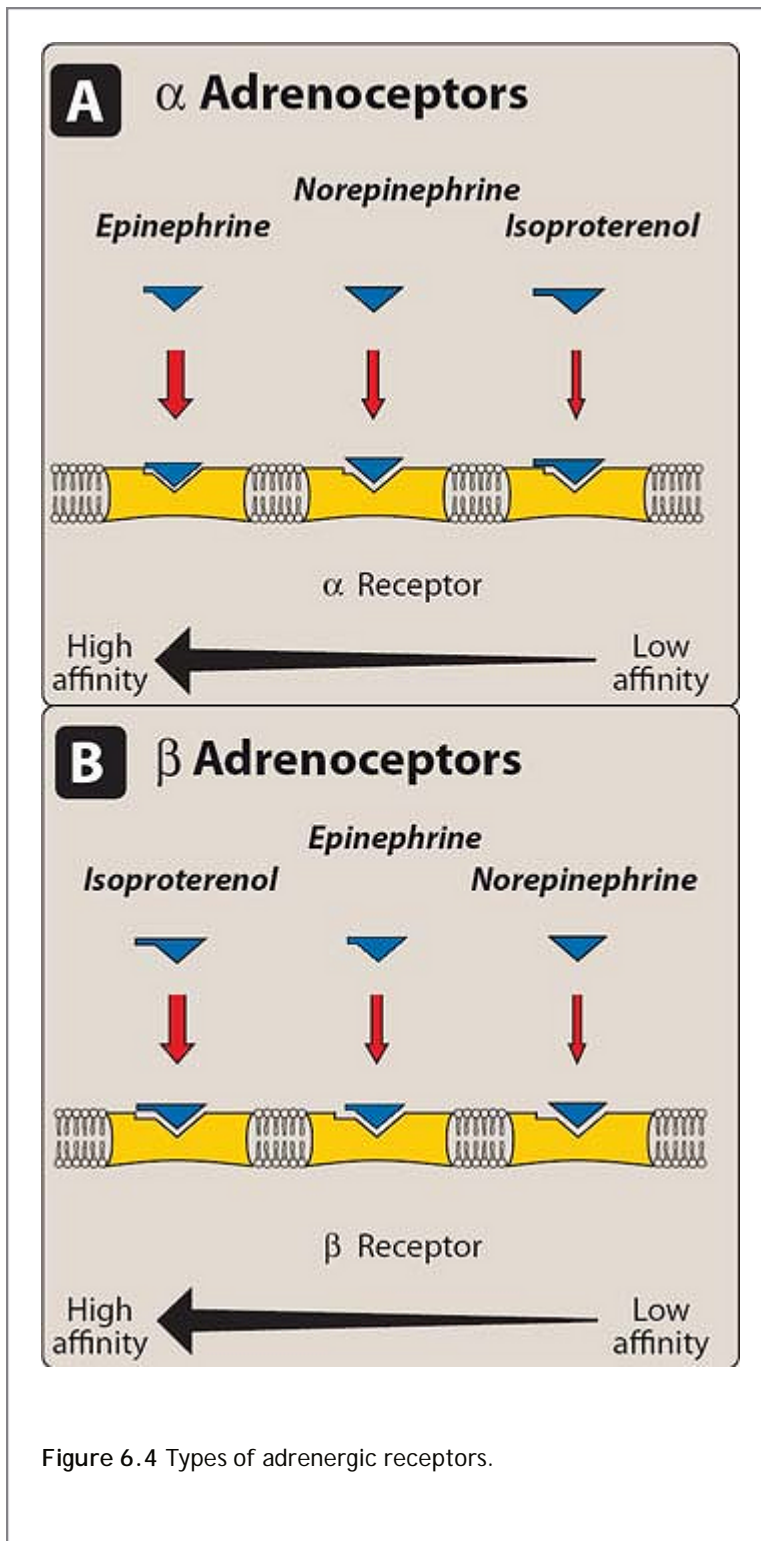 A α Adrenoceptors
Norepinephrine
Epinephrine Isoproterenol
α Receptor
High Low
affinity affinity
B β Adrenoceptors
Epinephrine
Isoproterenol Norepinephrine
β Receptor
High Low
affinity affinity
Figure 6.4 Types of adrenergic receptors.